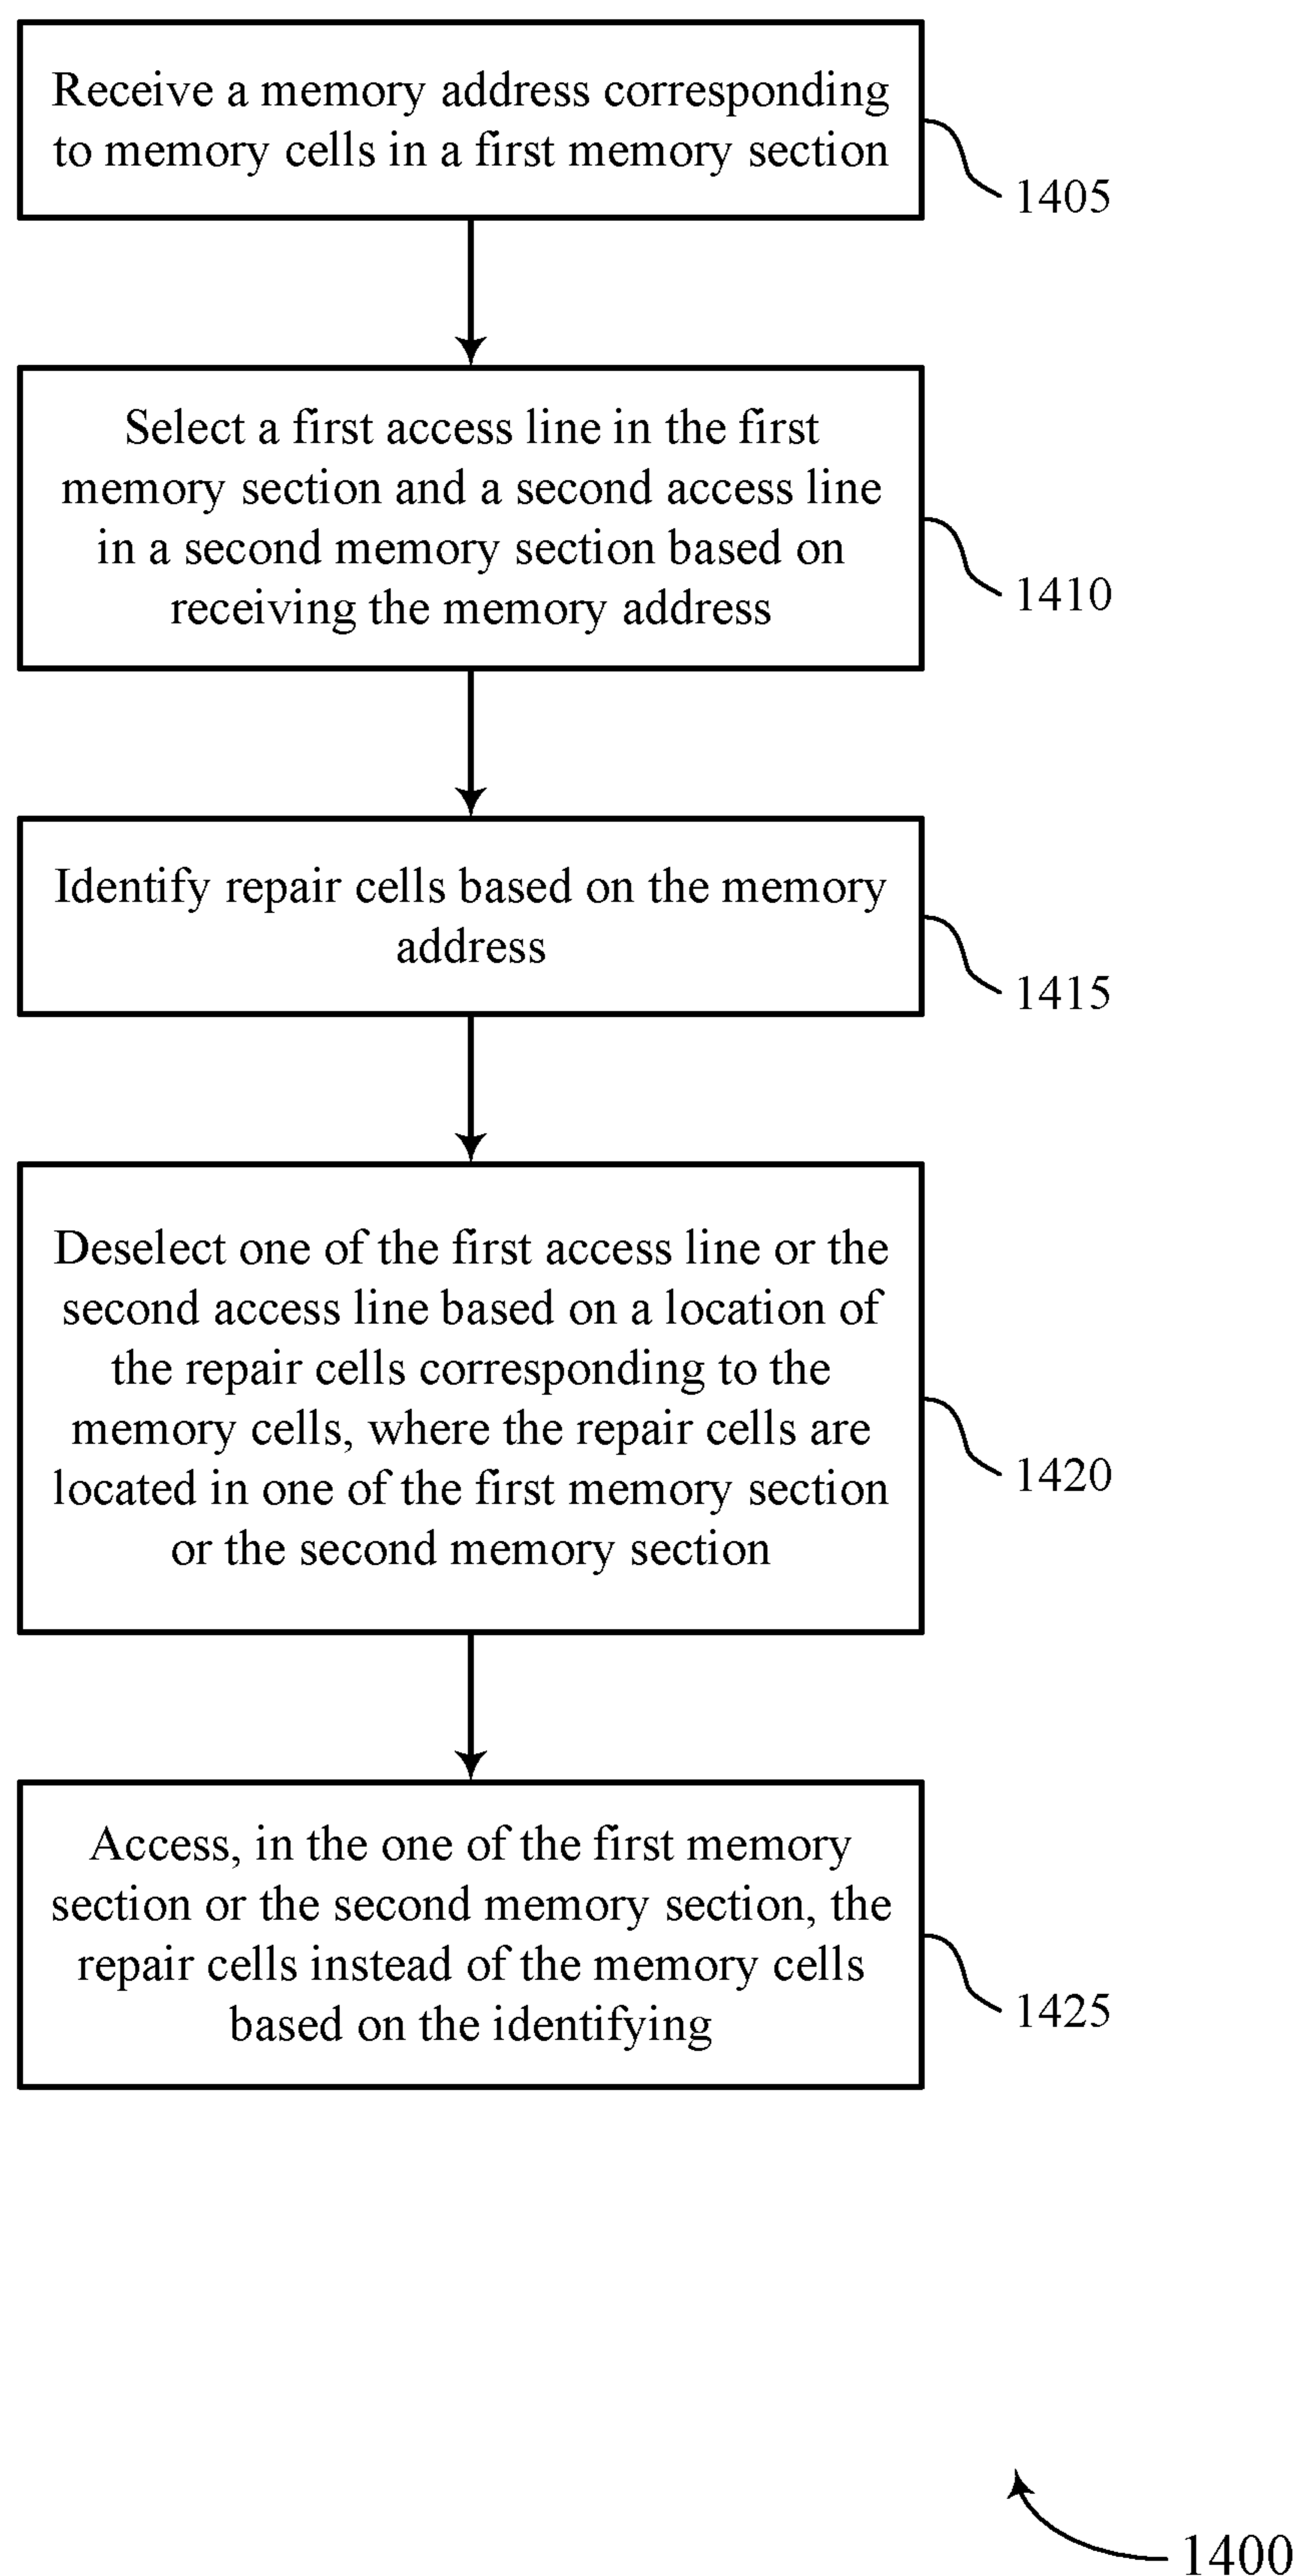 Receive a memory address corresponding
to memory cells in a first memory section
1405
Select a first access line in the first
memory section and a second access line
in a second memory section based on
receiving the memory address
1410
Identify repair cells based on the memory
address
1415
Deselect one of the first access line or the
second access line based on a location of
the repair cells corresponding to the
memory cells, where the repair cells are
located in one of the first memory section
or the second memory section
1420
Access, in the one of the first memory
section or the second memory section, the
repair cells instead of the memory cells
based on the identifying
1425
1400